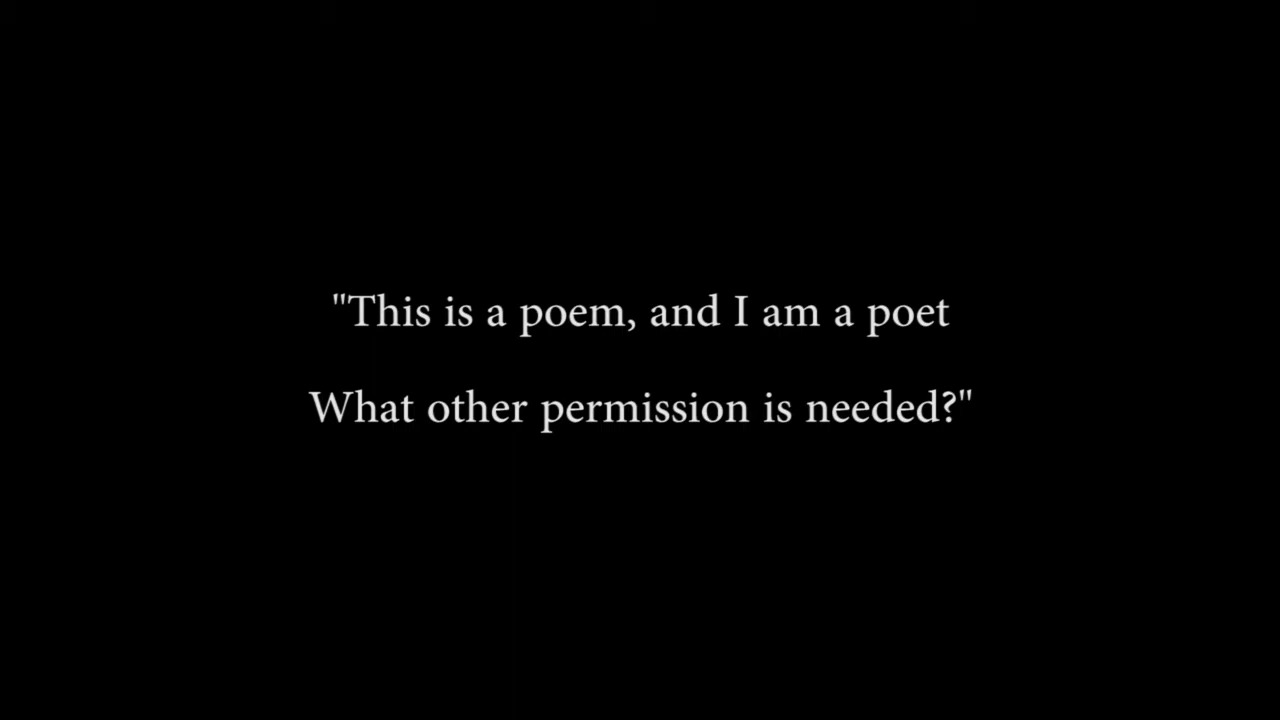 "This is a poem, and I am a poet
What other permission is needed?"